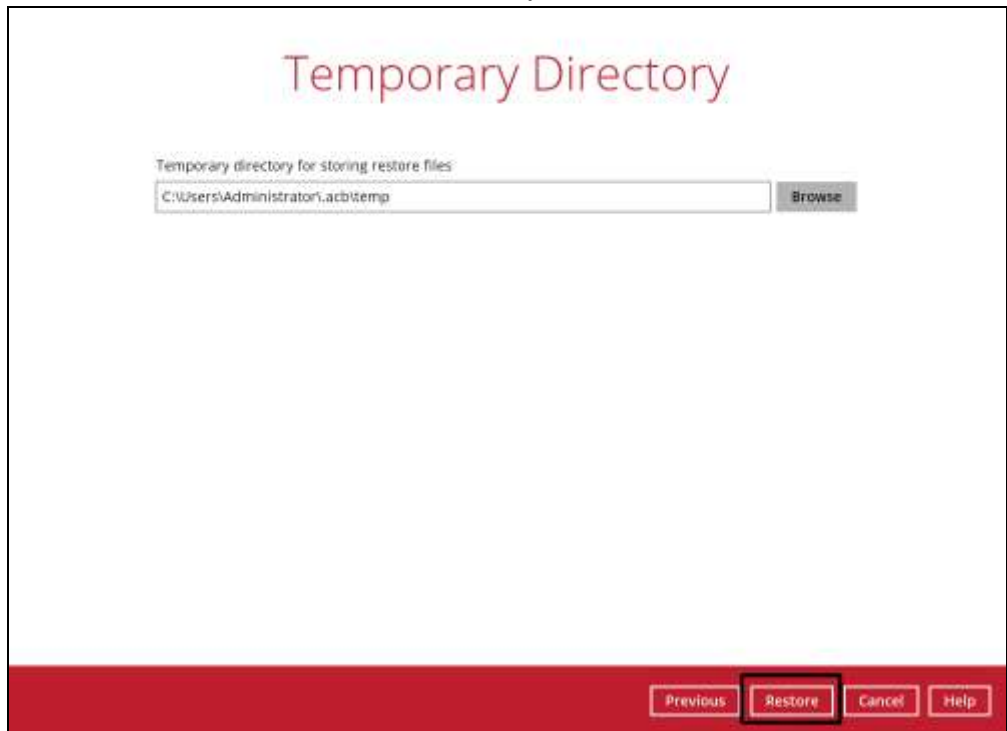 Temporary Directory
Temporary directory for storing restore files
C:\Users\Administrator\.acb\temp
Browse
Previous
Restore
Cancel
Help